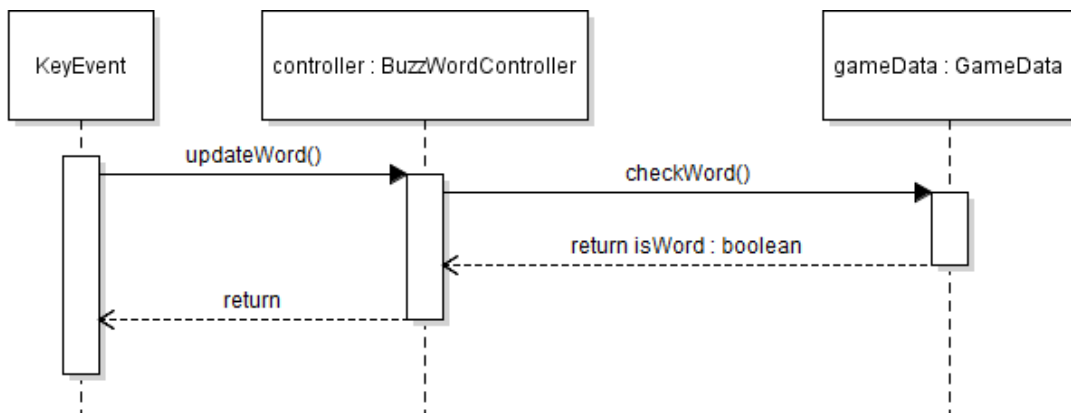 KeyEvent
controller : BuzzWordController
gameData : GameData
updateWord()
checkWord()
return isWord : boolean
return